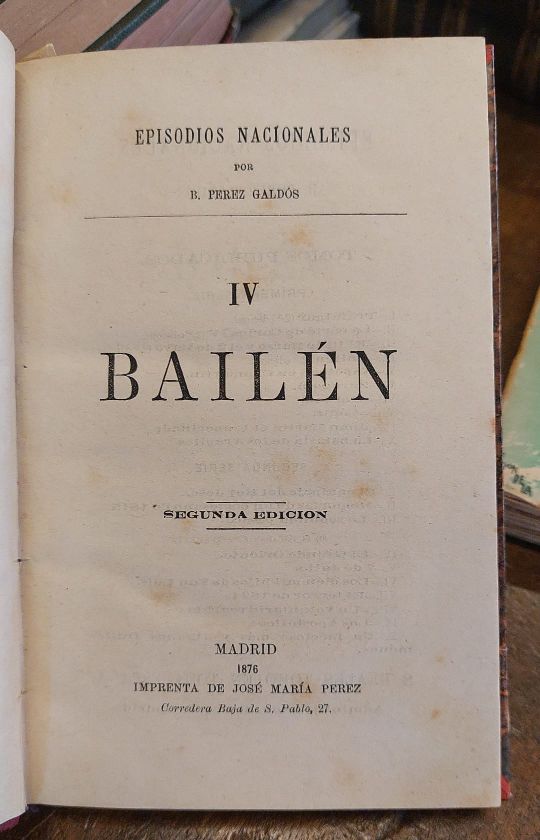 EPISODIOS NACIONALES
POR
B. PEREZ GALDÓS
IV
BAILÉN
SEGUNDA EDICION
MADRID
1876
IMPRENTA DE JOSÉ MARÍA PEREZ
Corredera Baja de S. Pablo, 27.